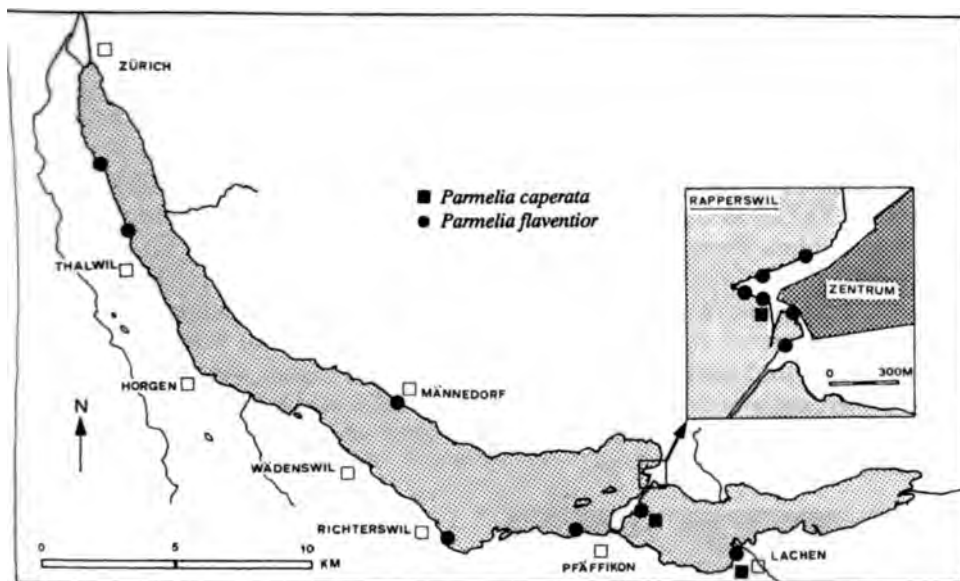 ZÜRICH
Parmelia caperata
Parmelia flaventior
RAPPERSWIL
ZENTRUM
0 300M
THALWIL
HORGEN
MÄNNEDORF
N
WÄDENSWIL
RICHTERSWIL
PFÄFFIKON
LACHEN
0 5 10
KM